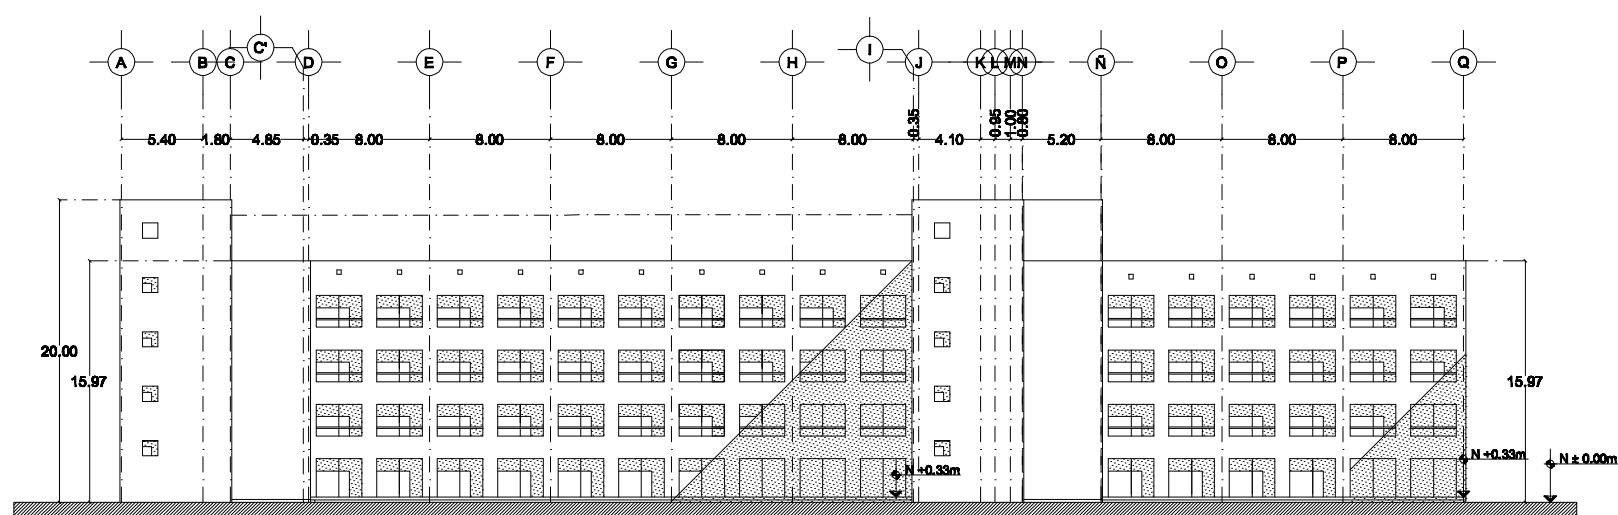 C'
I
A B C D E F G H J K L M N Ñ O P Q
0.35 0.95 1.00 0.80
5.40 1.80 4.85 0.35 8.00 8.00 8.00 8.00 8.00 4.10 5.20 8.00 8.00 8.00
20.00
15.97 15.97
N +0.33m N +0.33m N ± 0.00m